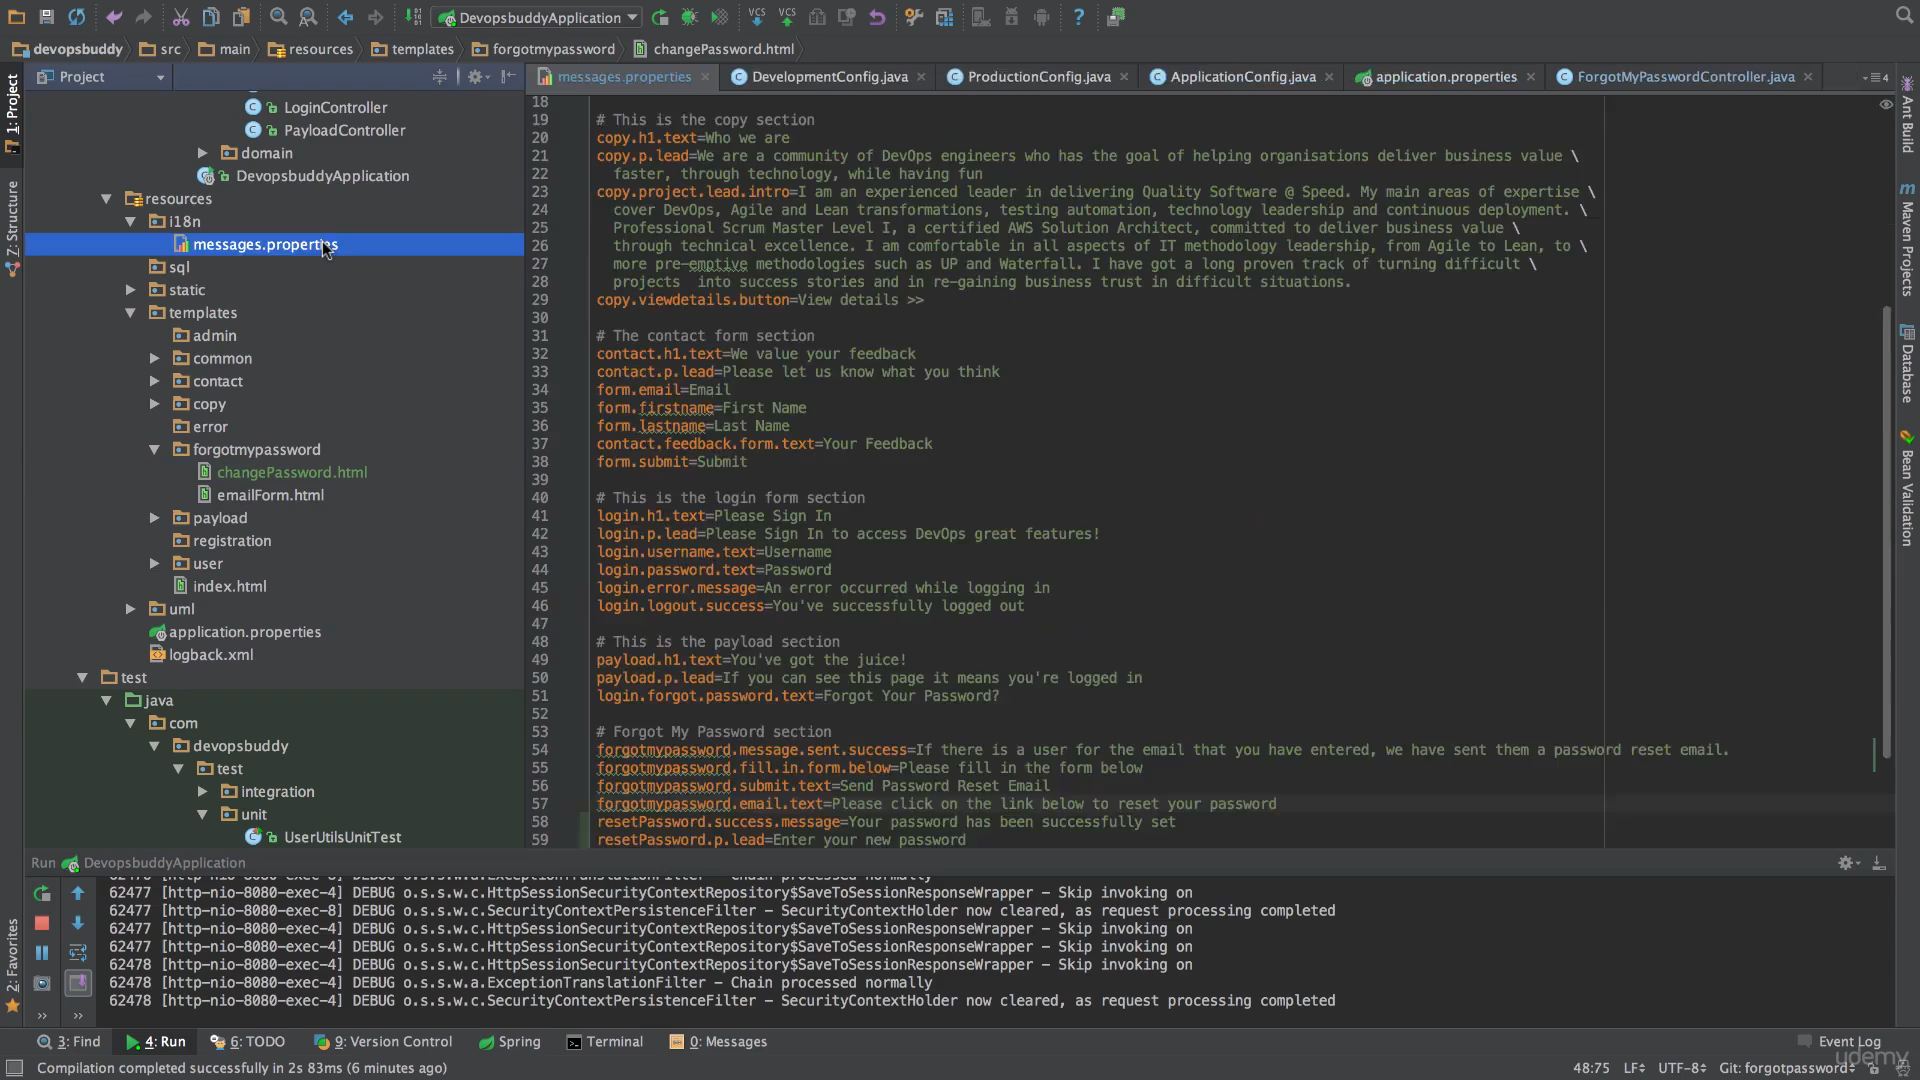 DevopsbuddyApplication
devopsbuddy
src
main
resources
templates
forgotmypassword
changePassword.html
Project
messages.properties
DevelopmentConfig.java
ProductionConfig.java
ApplicationConfig.java
application.properties
ForgotMyPasswordController.java
4
1: Project
Z: Structure
2: Favorites
LoginController
PayloadController
domain
DevopsbuddyApplication
resources
i18n
messages.properties
sql
static
templates
admin
common
contact
copy
error
forgotmypassword
changePassword.html
emailForm.html
payload
registration
user
index.html
uml
application.properties
logback.xml
test
java
com
devopsbuddy
test
integration
unit
UserUtilsUnitTest
18
19 # This is the copy section
20 copy.h1.text=Who we are
21 copy.p.lead=We are a community of DevOps engineers who has the goal of helping organisations deliver business value \
22 faster, through technology, while having fun
23 copy.project.lead.intro=I am an experienced leader in delivering Quality Software @ Speed. My main areas of expertise \
24 cover DevOps, Agile and Lean transformations, testing automation, technology leadership and continuous deployment. \
25 Professional Scrum Master Level I, a certified AWS Solution Architect, committed to deliver business value \
26 through technical excellence. I am comfortable in all aspects of IT methodology leadership, from Agile to Lean, to \
27 more pre-emptive methodologies such as UP and Waterfall. I have got a long proven track of turning difficult \
28 projects  into success stories and in re-gaining business trust in difficult situations.
29 copy.viewdetails.button=View details >>
30
31 # The contact form section
32 contact.h1.text=We value your feedback
33 contact.p.lead=Please let us know what you think
34 form.email=Email
35 form.firstname=First Name
36 form.lastname=Last Name
37 contact.feedback.form.text=Your Feedback
38 form.submit=Submit
39
40 # This is the login form section
41 login.h1.text=Please Sign In
42 login.p.lead=Please Sign In to access DevOps great features!
43 login.username.text=Username
44 login.password.text=Password
45 login.error.message=An error occurred while logging in
46 login.logout.success=You've successfully logged out
47
48 # This is the payload section
49 payload.h1.text=You've got the juice!
50 payload.p.lead=If you can see this page it means you're logged in
51 login.forgot.password.text=Forgot Your Password?
52
53 # Forgot My Password section
54 forgotmypassword.message.sent.success=If there is a user for the email that you have entered, we have sent them a password reset email.
55 forgotmypassword.fill.in.form.below=Please fill in the form below
56 forgotmypassword.submit.text=Send Password Reset Email
57 forgotmypassword.email.text=Please click on the link below to reset your password
58 resetPassword.success.message=Your password has been successfully set
59 resetPassword.p.lead=Enter your new password
Ant Build
Maven Projects
Database
Bean Validation
Run DevopsbuddyApplication
62477 [http-nio-8080-exec-4] DEBUG o.s.s.w.c.HttpSessionSecurityContextRepository$SaveToSessionResponseWrapper – Skip invoking on
62477 [http-nio-8080-exec-8] DEBUG o.s.s.w.c.SecurityContextPersistenceFilter – SecurityContextHolder now cleared, as request processing completed
62477 [http-nio-8080-exec-4] DEBUG o.s.s.w.c.HttpSessionSecurityContextRepository$SaveToSessionResponseWrapper – Skip invoking on
62477 [http-nio-8080-exec-4] DEBUG o.s.s.w.c.HttpSessionSecurityContextRepository$SaveToSessionResponseWrapper – Skip invoking on
62478 [http-nio-8080-exec-4] DEBUG o.s.s.w.c.HttpSessionSecurityContextRepository$SaveToSessionResponseWrapper – Skip invoking on
62478 [http-nio-8080-exec-4] DEBUG o.s.s.w.a.ExceptionTranslationFilter – Chain processed normally
62478 [http-nio-8080-exec-4] DEBUG o.s.s.w.c.SecurityContextPersistenceFilter – SecurityContextHolder now cleared, as request processing completed
3: Find
4: Run
6: TODO
9: Version Control
Spring
Terminal
0: Messages
Event Log
Compilation completed successfully in 2s 83ms (6 minutes ago)
48:75
LF
UTF-8
Git: forgotpassword
udemy